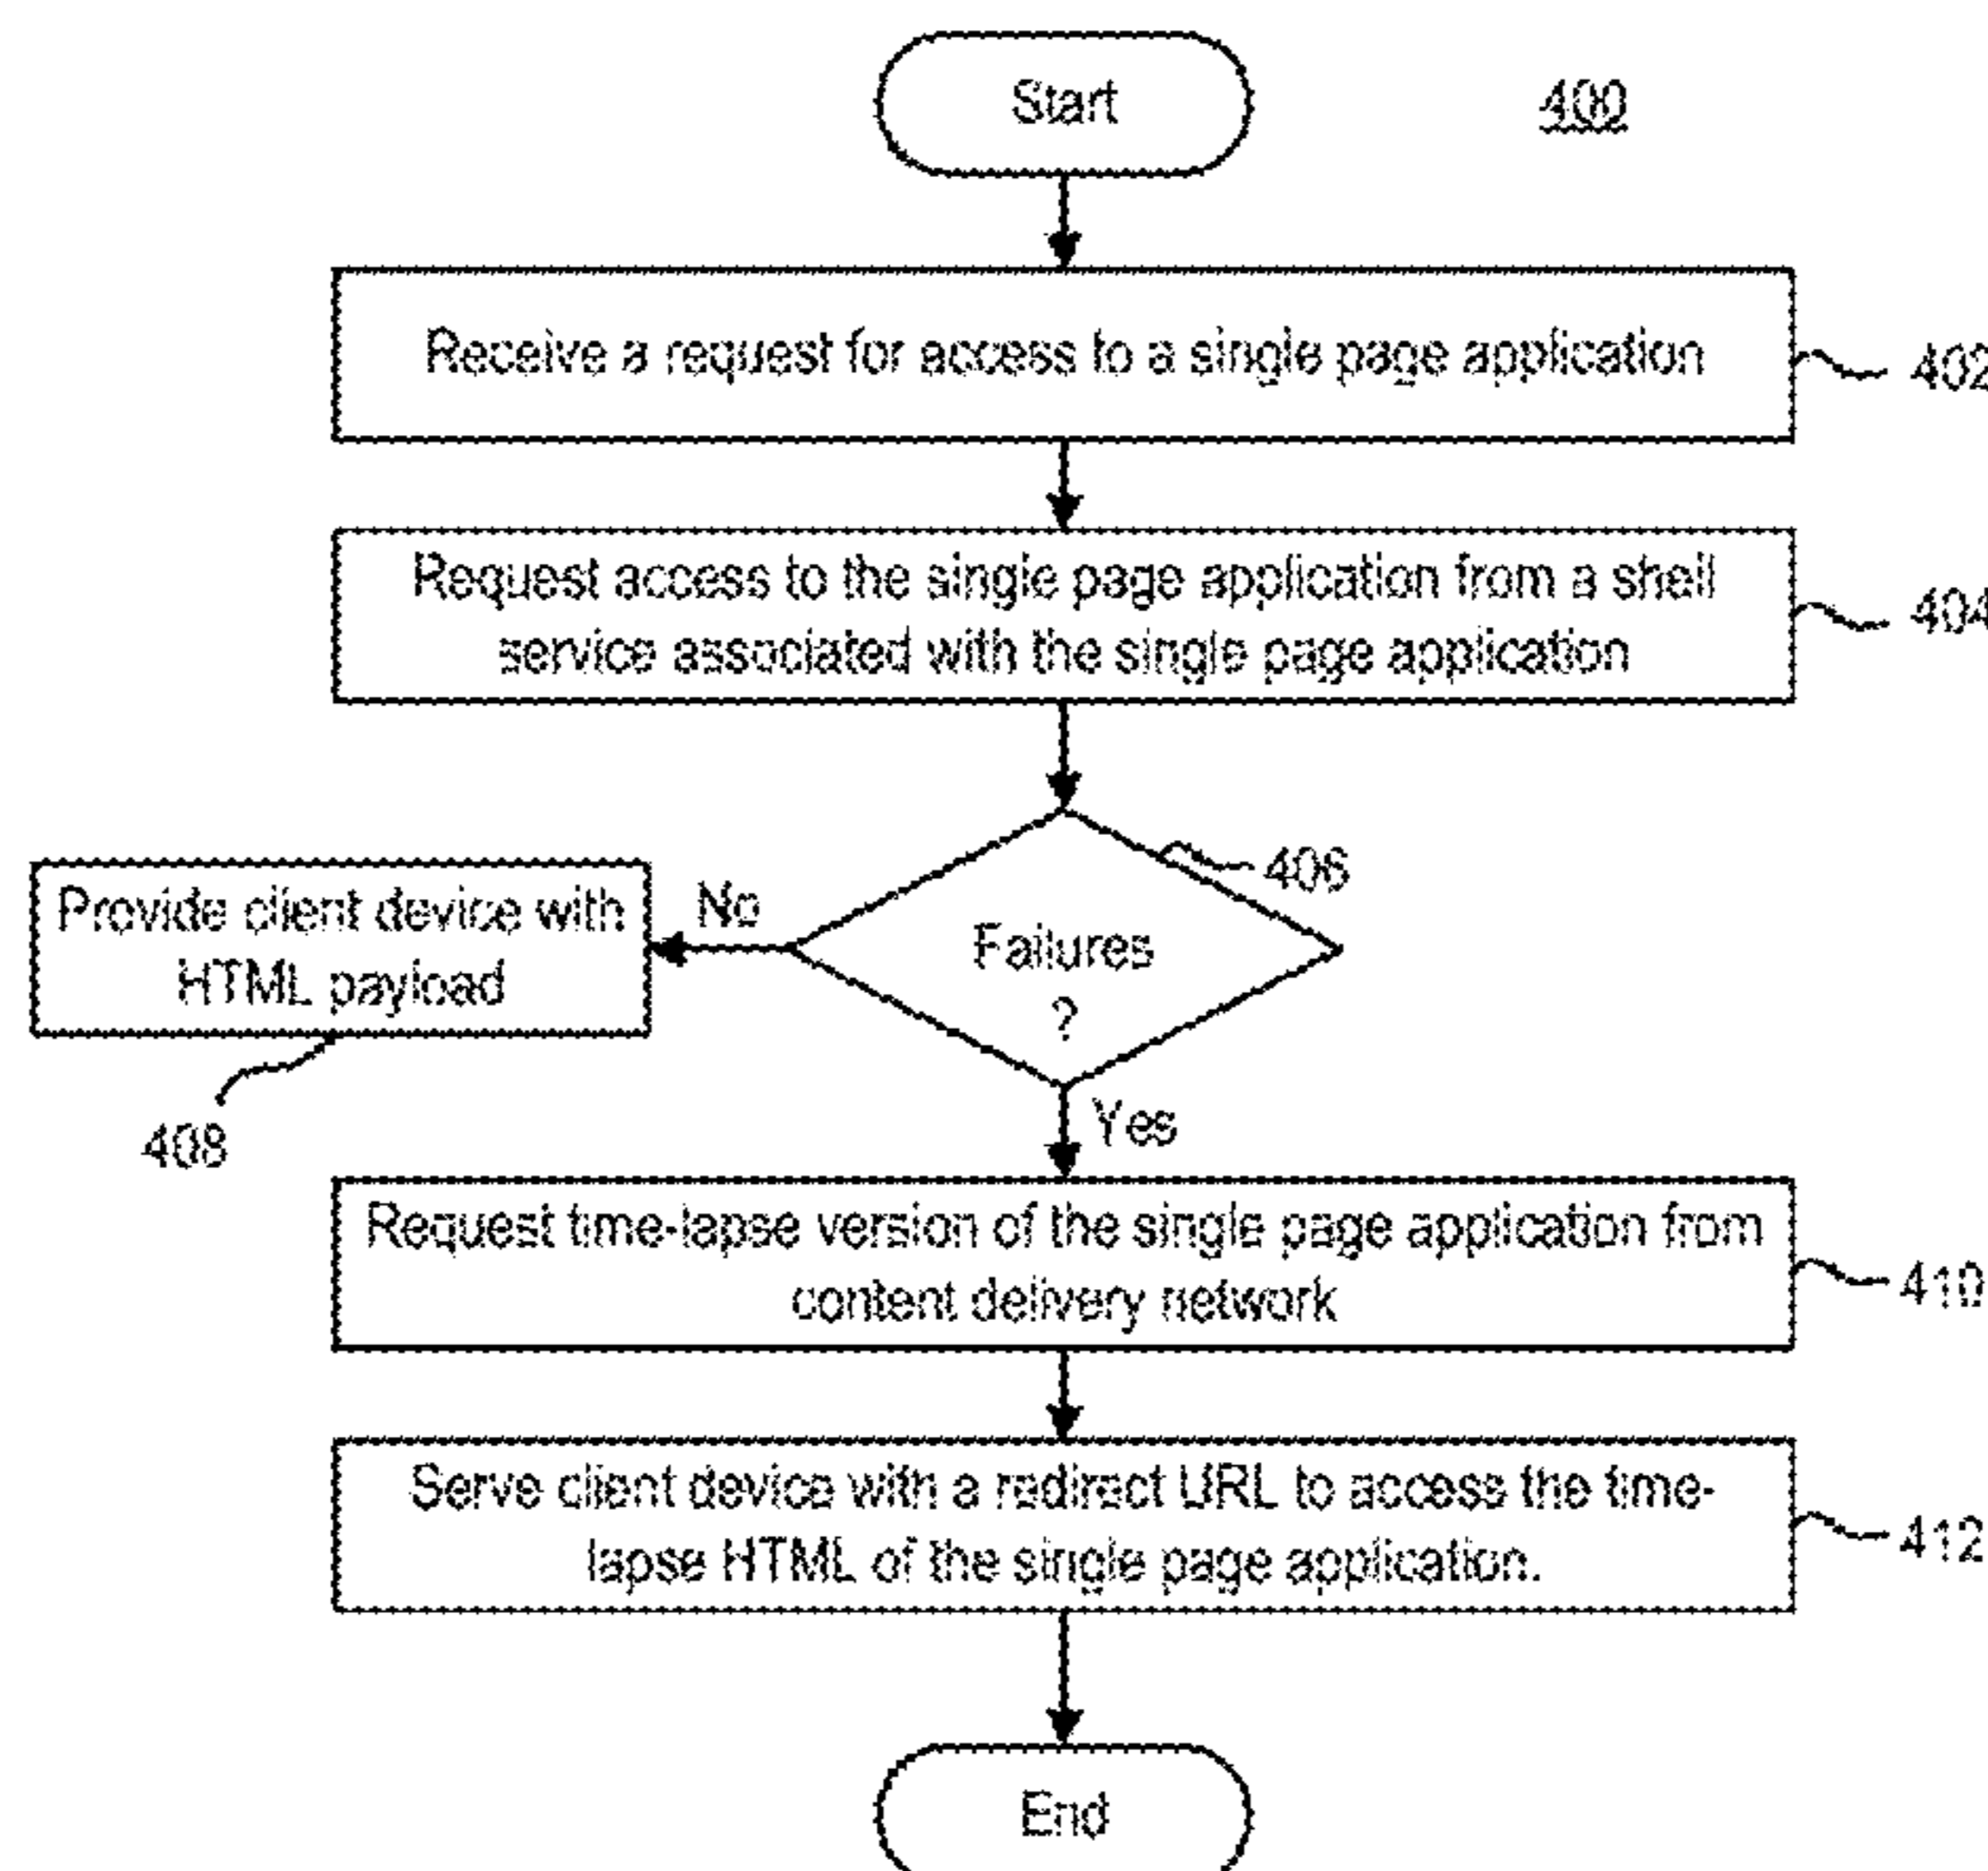 Start
400
Receive a request for access to a single page application
402
Request access to the single page application from a shell
service associated with the single page application
404
406
Failures
?
No
Provide client device with
HTML payload
408
Yes
Request time-lapse version of the single page application from
content delivery network
410
Serve client device with a redirect URL to access the time-
lapse HTML of the single page application.
412
End